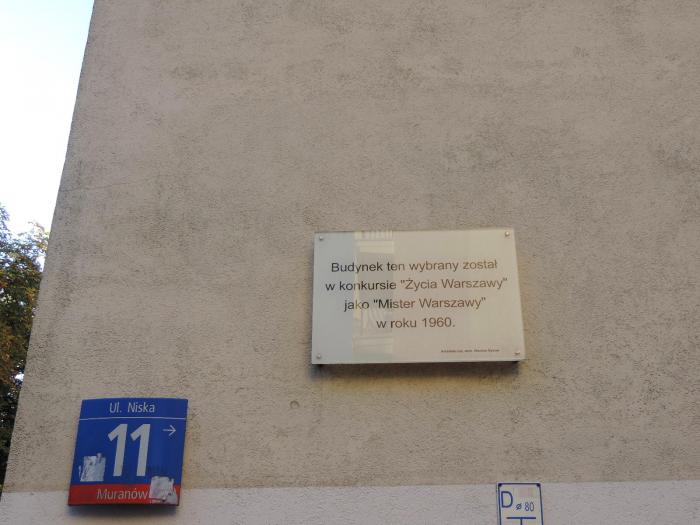 Budynek ten wybrany został
w konkursie "Życia Warszawy"
jako "Mister Warszawy"
w roku 1960.
Ul. Niska
11 →
Muranów
D ø 80